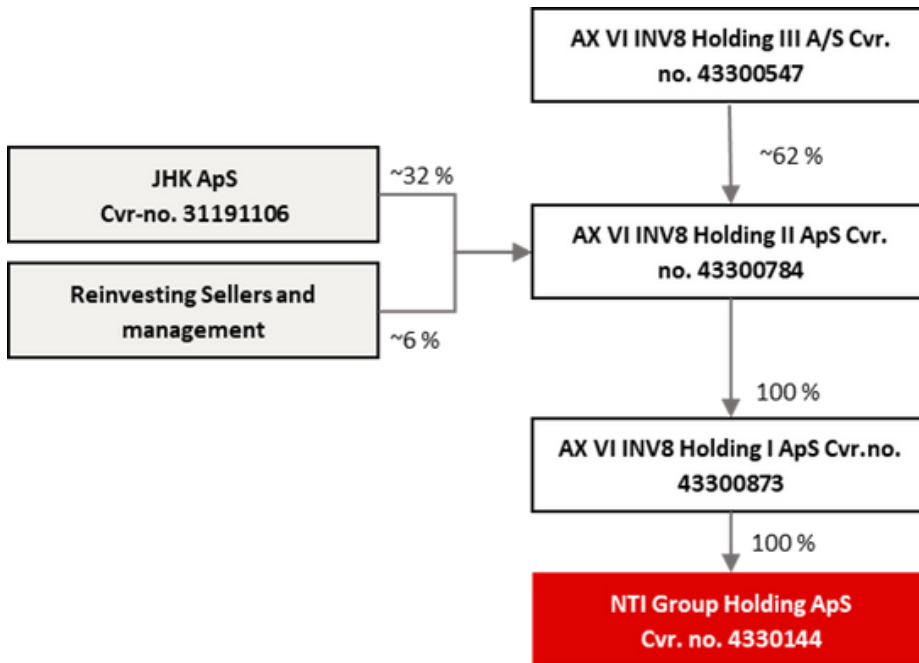 AX VI INV8 Holding III A/S Cvr.
no. 43300547
~62 %
JHK ApS
Cvr-no. 31191106
~32 %
AX VI INV8 Holding II ApS Cvr.
no. 43300784
Reinvesting Sellers and
management
~6 %
100 %
AX VI INV8 Holding I ApS Cvr.no.
43300873
100 %
NTI Group Holding ApS
Cvr. no. 4330144